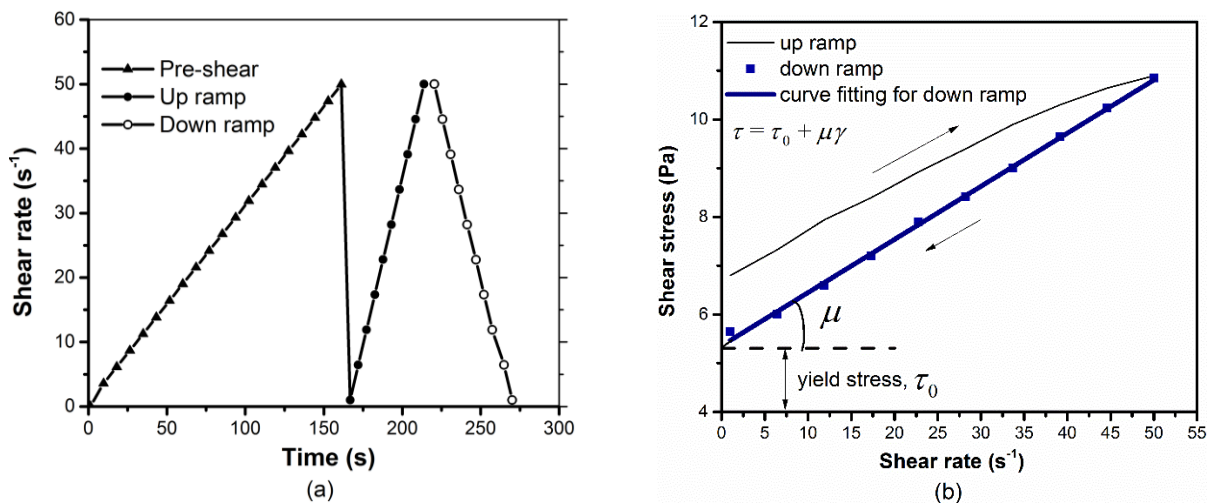 60
50
40
30
20
10
0
Shear rate (s⁻¹)
Pre-shear
Up ramp
Down ramp
0 50 100 150 200 250 300
Time (s)
(a)
12
10
8
6
4
Shear stress (Pa)
up ramp
down ramp
curve fitting for down ramp
τ = τ₀ + μγ
μ
yield stress, τ₀
0 5 10 15 20 25 30 35 40 45 50 55
Shear rate (s⁻¹)
(b)